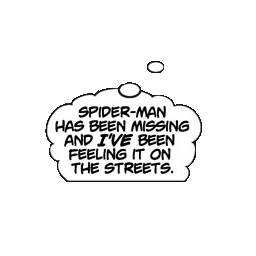 SPIDER-MAN
HAS BEEN MISSING
AND I'VE BEEN
FEELING IT ON
THE STREETS.